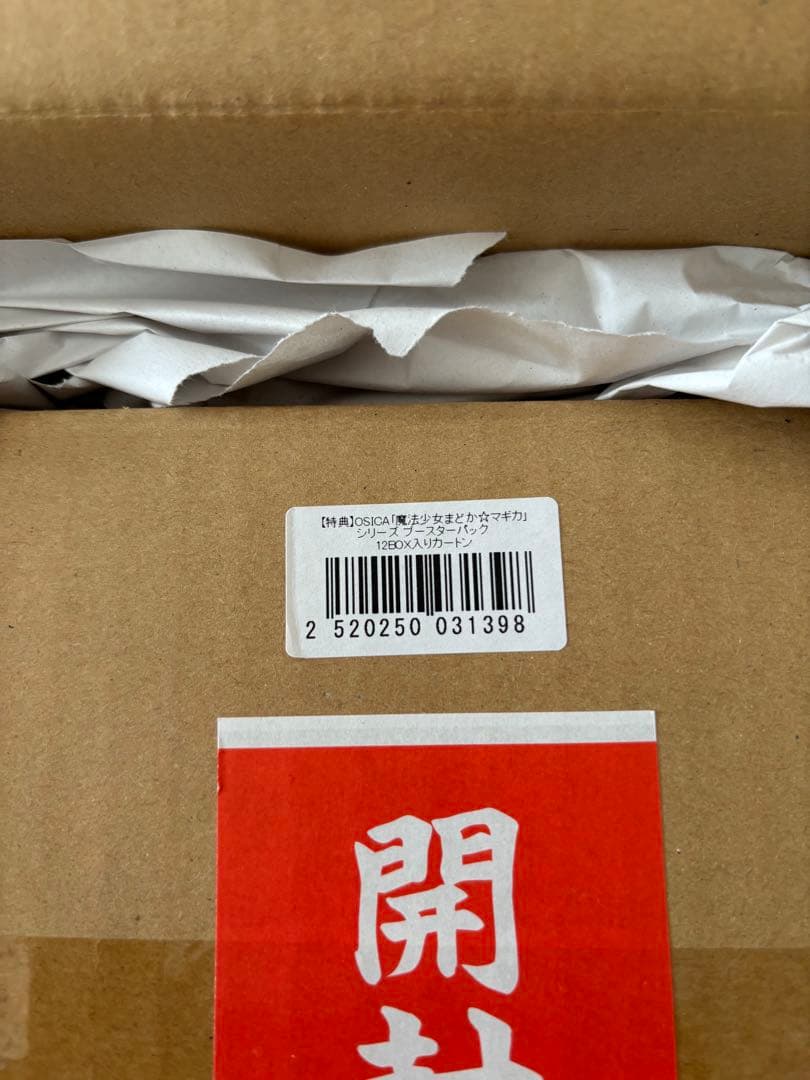 【特典】OSICA「魔法少女まどか☆マギカ」
シリーズ ブースターパック
12BOX入りカートン
2 520250 031398
開
封